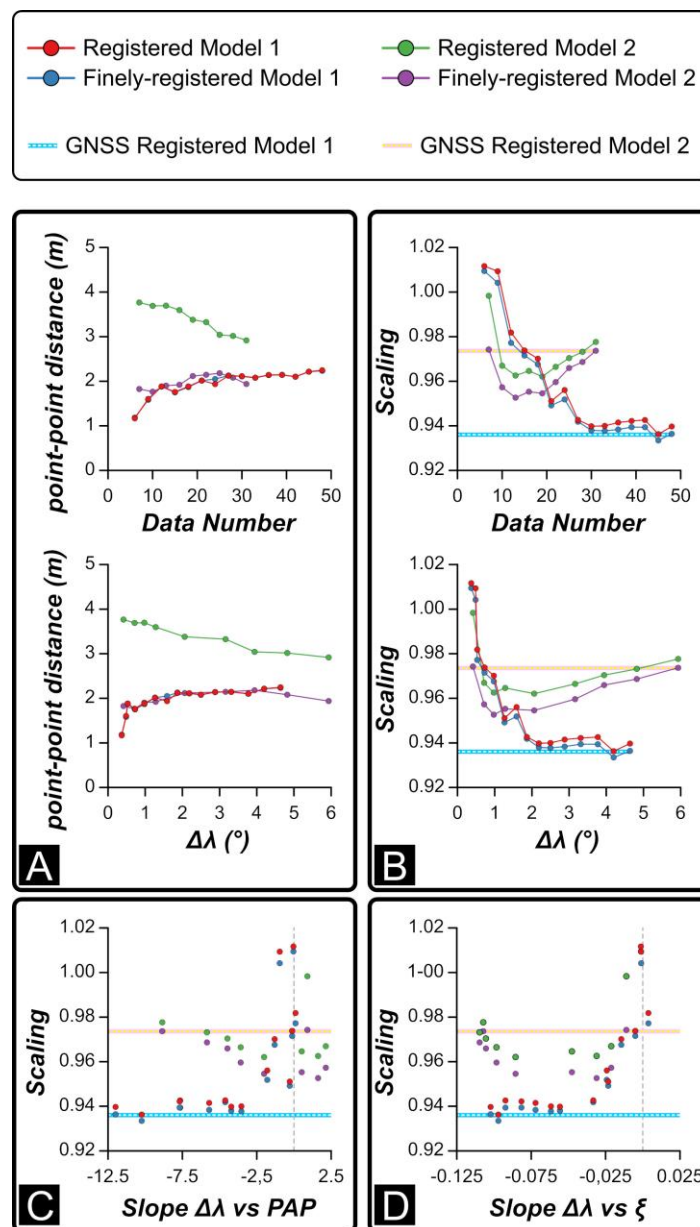 Registered Model 1
Registered Model 2
Finely-registered Model 1
Finely-registered Model 2
GNSS Registered Model 1
GNSS Registered Model 2
point-point distance (m)
5
4
3
2
1
0
0 10 20 30 40 50
Data Number
Scaling
1.02
1.00
0.98
0.96
0.94
0.92
0 10 20 30 40 50
Data Number
point-point distance (m)
5
4
3
2
1
0
0 1 2 3 4 5 6
Δλ (°)
A
Scaling
1.02
1.00
0.98
0.96
0.94
0.92
0 1 2 3 4 5 6
Δλ (°)
B
Scaling
1.02
1.00
0.98
0.96
0.94
0.92
-12.5 -7.5 -2.5 2.5
Slope Δλ vs PAP
C
Scaling
1.02
1-00
0.98
0.96
0.94
0.92
-0.125 -0.075 -0.025 0.025
Slope Δλ vs ξ
D